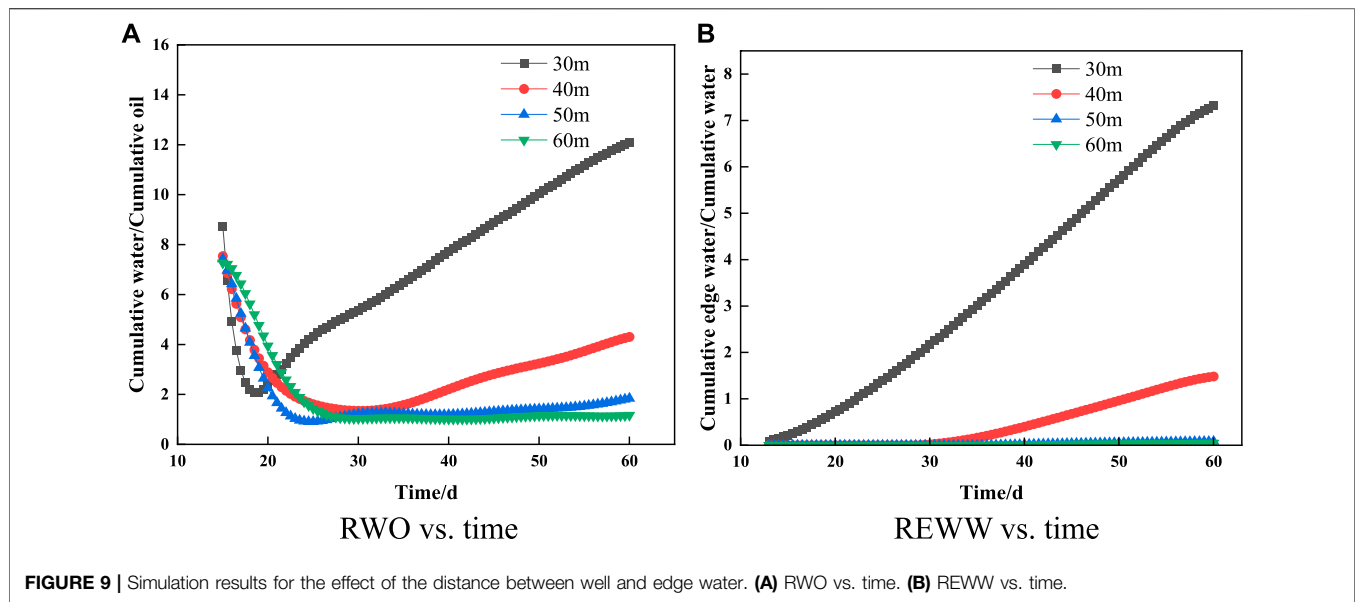 A
Cumulative water/Cumulative oil
16
14
12
10
8
6
4
2
0
30m
40m
50m
60m
10 20 30 40 50 60
Time/d
RWO vs. time
B
Cumulative edge water/Cumulative water
8
7
6
5
4
3
2
1
0
30m
40m
50m
60m
10 20 30 40 50 60
Time/d
REWW vs. time
FIGURE 9 | Simulation results for the effect of the distance between well and edge water. (A) RWO vs. time. (B) REWW vs. time.